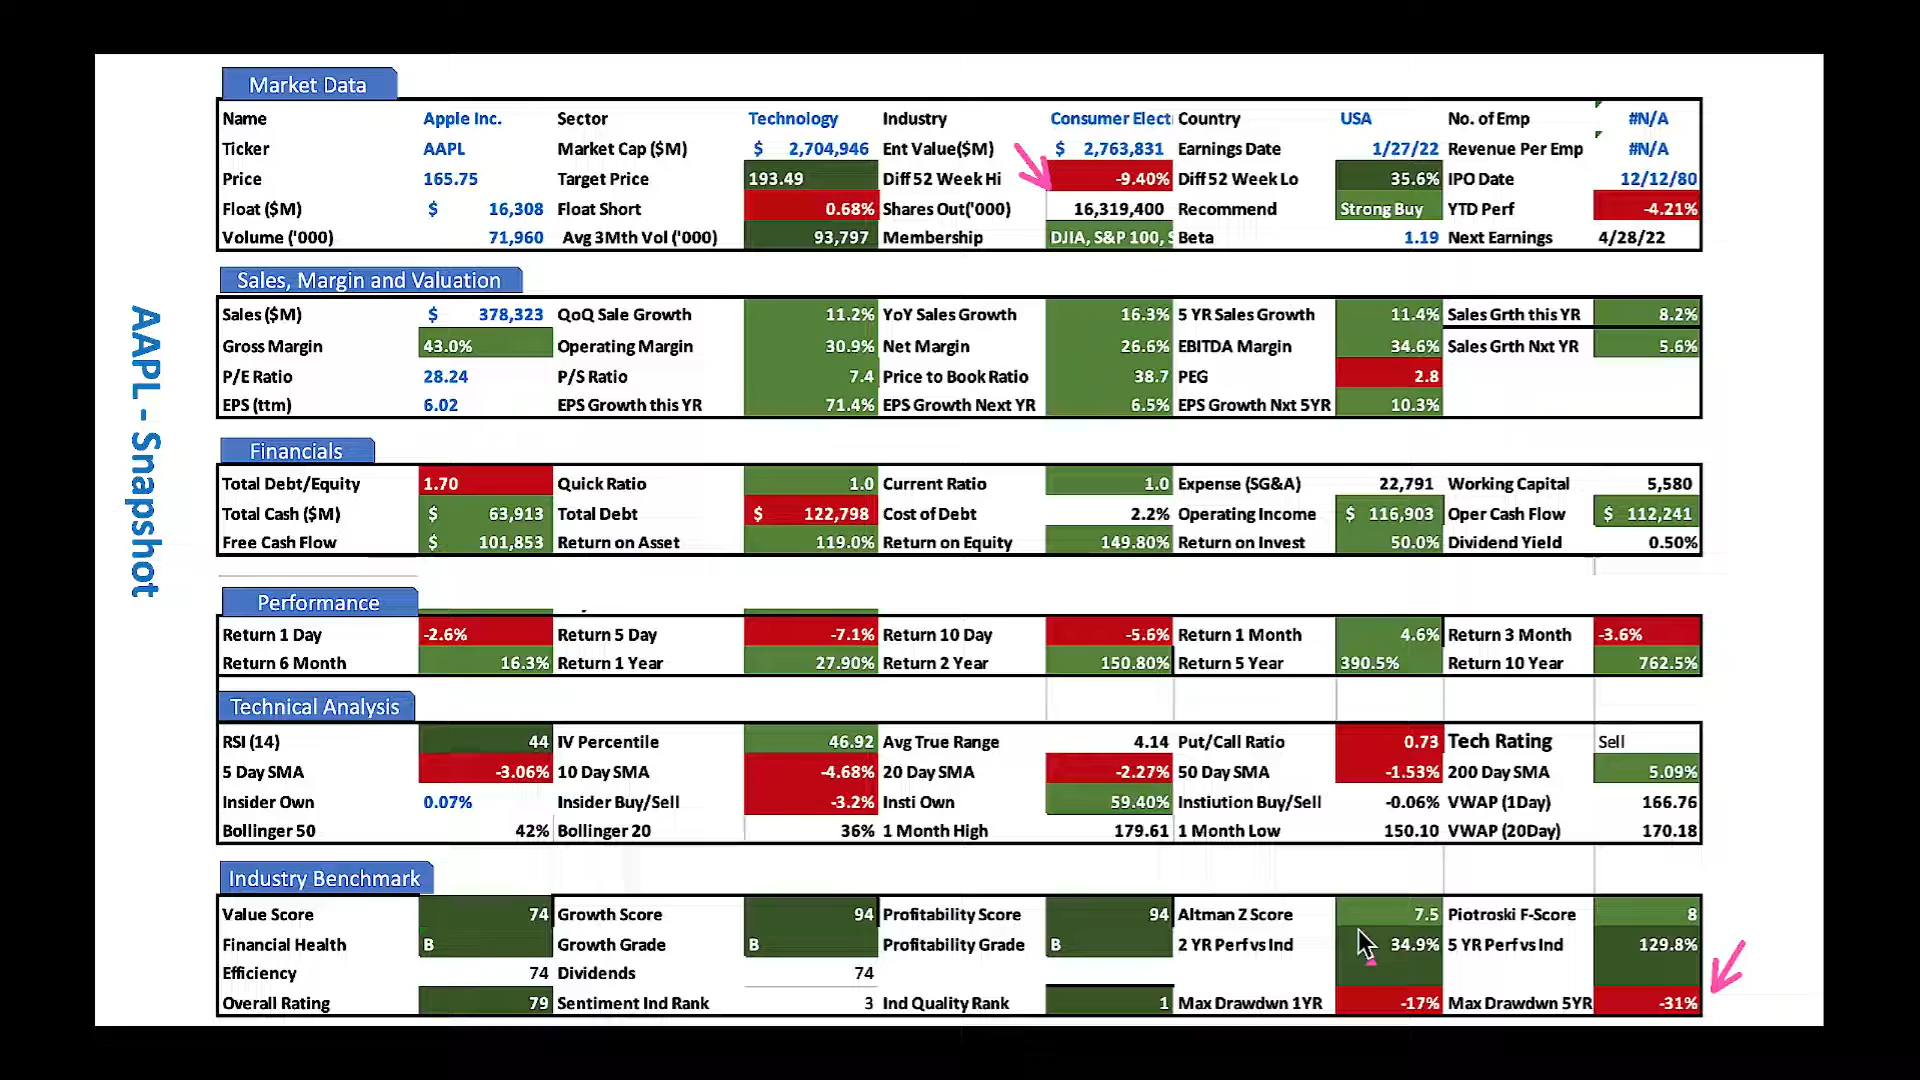 Market Data
Name Apple Inc. Sector Technology Industry Consumer Elect Country USA No. of Emp #N/A
Ticker AAPL Market Cap ($M) $ 2,704,946 Ent Value($M) $ 2,763,831 Earnings Date 1/27/22 Revenue Per Emp #N/A
Price 165.75 Target Price 193.49 Diff 52 Week Hi -9.40% Diff 52 Week Lo 35.6% IPO Date 12/12/80
Float ($M) $ 16,308 Float Short 0.68% Shares Out('000) 16,319,400 Recommend Strong Buy YTD Perf -4.21%
Volume ('000) 71,960 Avg 3Mth Vol ('000) 93,797 Membership DJIA, S&P 100, S Beta 1.19 Next Earnings 4/28/22
Sales, Margin and Valuation
Sales ($M) $ 378,323 QoQ Sale Growth 11.2% YoY Sales Growth 16.3% 5 YR Sales Growth 11.4% Sales Grth this YR 8.2%
Gross Margin 43.0% Operating Margin 30.9% Net Margin 26.6% EBITDA Margin 34.6% Sales Grth Nxt YR 5.6%
P/E Ratio 28.24 P/S Ratio 7.4 Price to Book Ratio 38.7 PEG 2.8
EPS (ttm) 6.02 EPS Growth this YR 71.4% EPS Growth Next YR 6.5% EPS Growth Nxt 5YR 10.3%
AAPL - Snapshot
Financials
Total Debt/Equity 1.70 Quick Ratio 1.0 Current Ratio 1.0 Expense (SG&A) 22,791 Working Capital 5,580
Total Cash ($M) $ 63,913 Total Debt $ 122,798 Cost of Debt 2.2% Operating Income $ 116,903 Oper Cash Flow $ 112,241
Free Cash Flow $ 101,853 Return on Asset 119.0% Return on Equity 149.80% Return on Invest 50.0% Dividend Yield 0.50%
Performance
Return 1 Day -2.6% Return 5 Day -7.1% Return 10 Day -5.6% Return 1 Month 4.6% Return 3 Month -3.6%
Return 6 Month 16.3% Return 1 Year 27.90% Return 2 Year 150.80% Return 5 Year 390.5% Return 10 Year 762.5%
Technical Analysis
RSI (14) 44 IV Percentile 46.92 Avg True Range 4.14 Put/Call Ratio 0.73 Tech Rating Sell
5 Day SMA -3.06% 10 Day SMA -4.68% 20 Day SMA -2.27% 50 Day SMA -1.53% 200 Day SMA 5.09%
Insider Own 0.07% Insider Buy/Sell -3.2% Insti Own 59.40% Instiution Buy/Sell -0.06% VWAP (1Day) 166.76
Bollinger 50 42% Bollinger 20 36% 1 Month High 179.61 1 Month Low 150.10 VWAP (20Day) 170.18
Industry Benchmark
Value Score 74 Growth Score 94 Profitability Score 94 Altman Z Score 7.5 Piotroski F-Score 8
Financial Health B Growth Grade B Profitability Grade B 2 YR Perf vs Ind 34.9% 5 YR Perf vs Ind 129.8%
Efficiency 74 Dividends 74
Overall Rating 79 Sentiment Ind Rank 3 Ind Quality Rank 1 Max Drawdwn 1YR -17% Max Drawdwn 5YR -31%